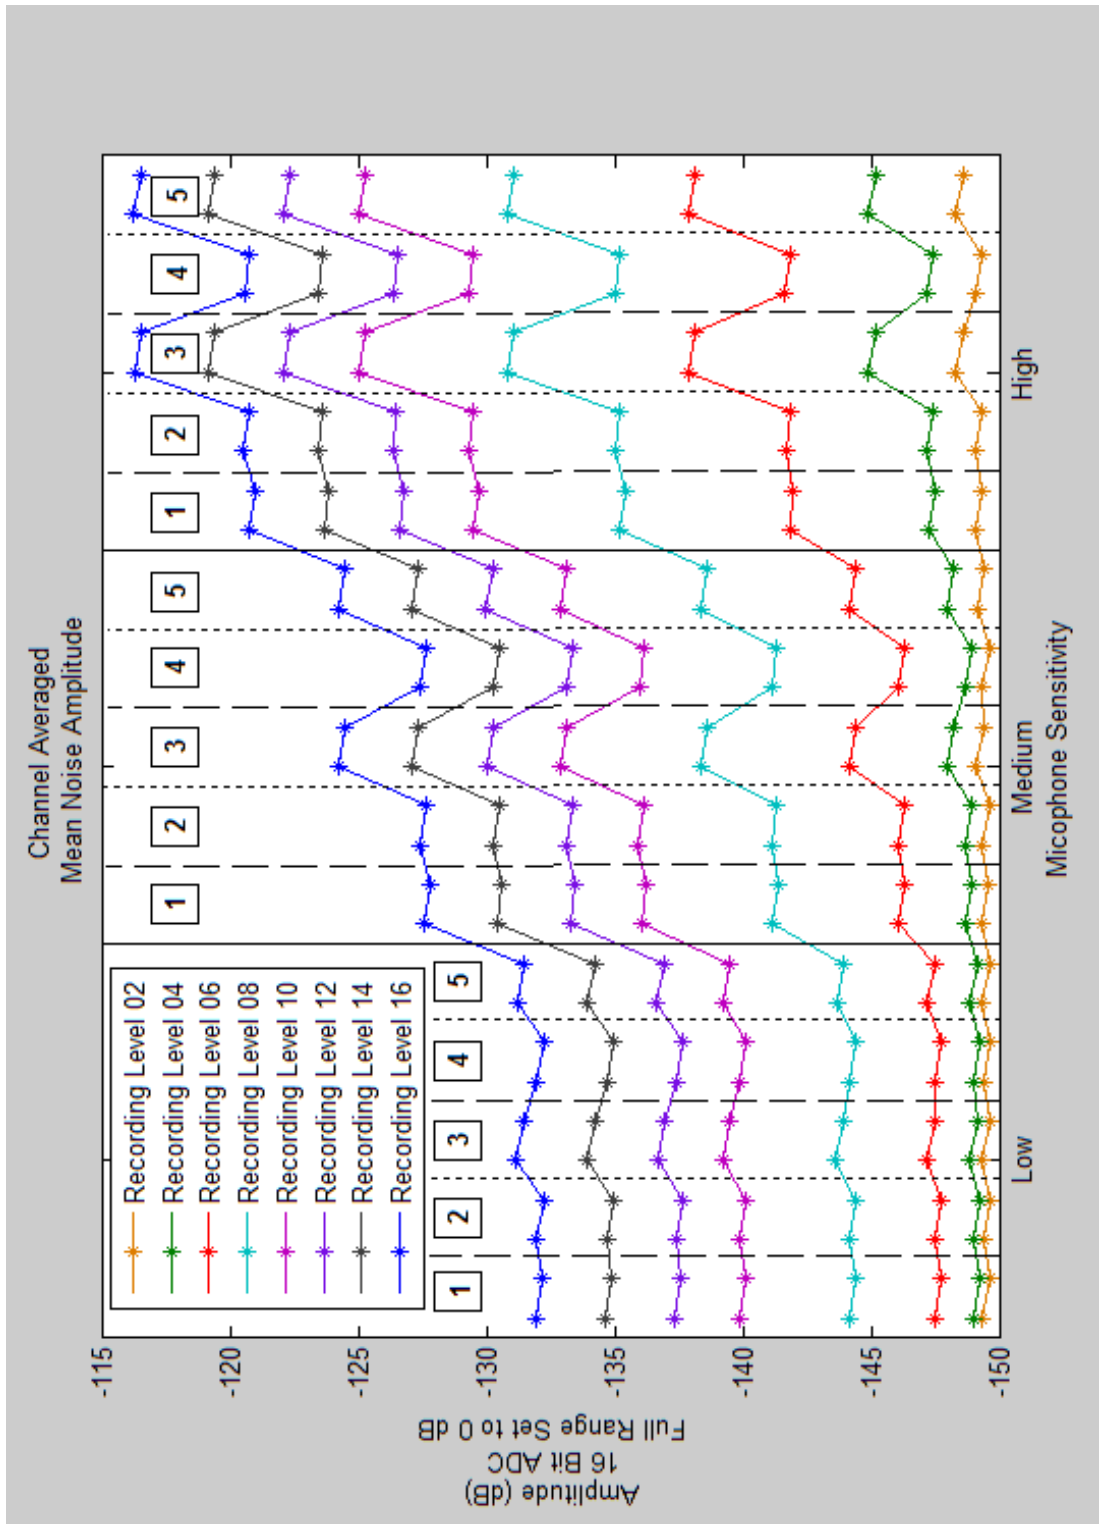 Channel Averaged
Mean Noise Amplitude
Amplitude (dB)
16 Bit ADC
Full Range Set to 0 dB
-115
-120
-125
-130
-135
-140
-145
-150
Recording Level 02
Recording Level 04
Recording Level 06
Recording Level 08
Recording Level 10
Recording Level 12
Recording Level 14
Recording Level 16
1 2 3 4 5
1 2 3 4 5
1 2 3 4 5
Low Medium High
Micophone Sensitivity